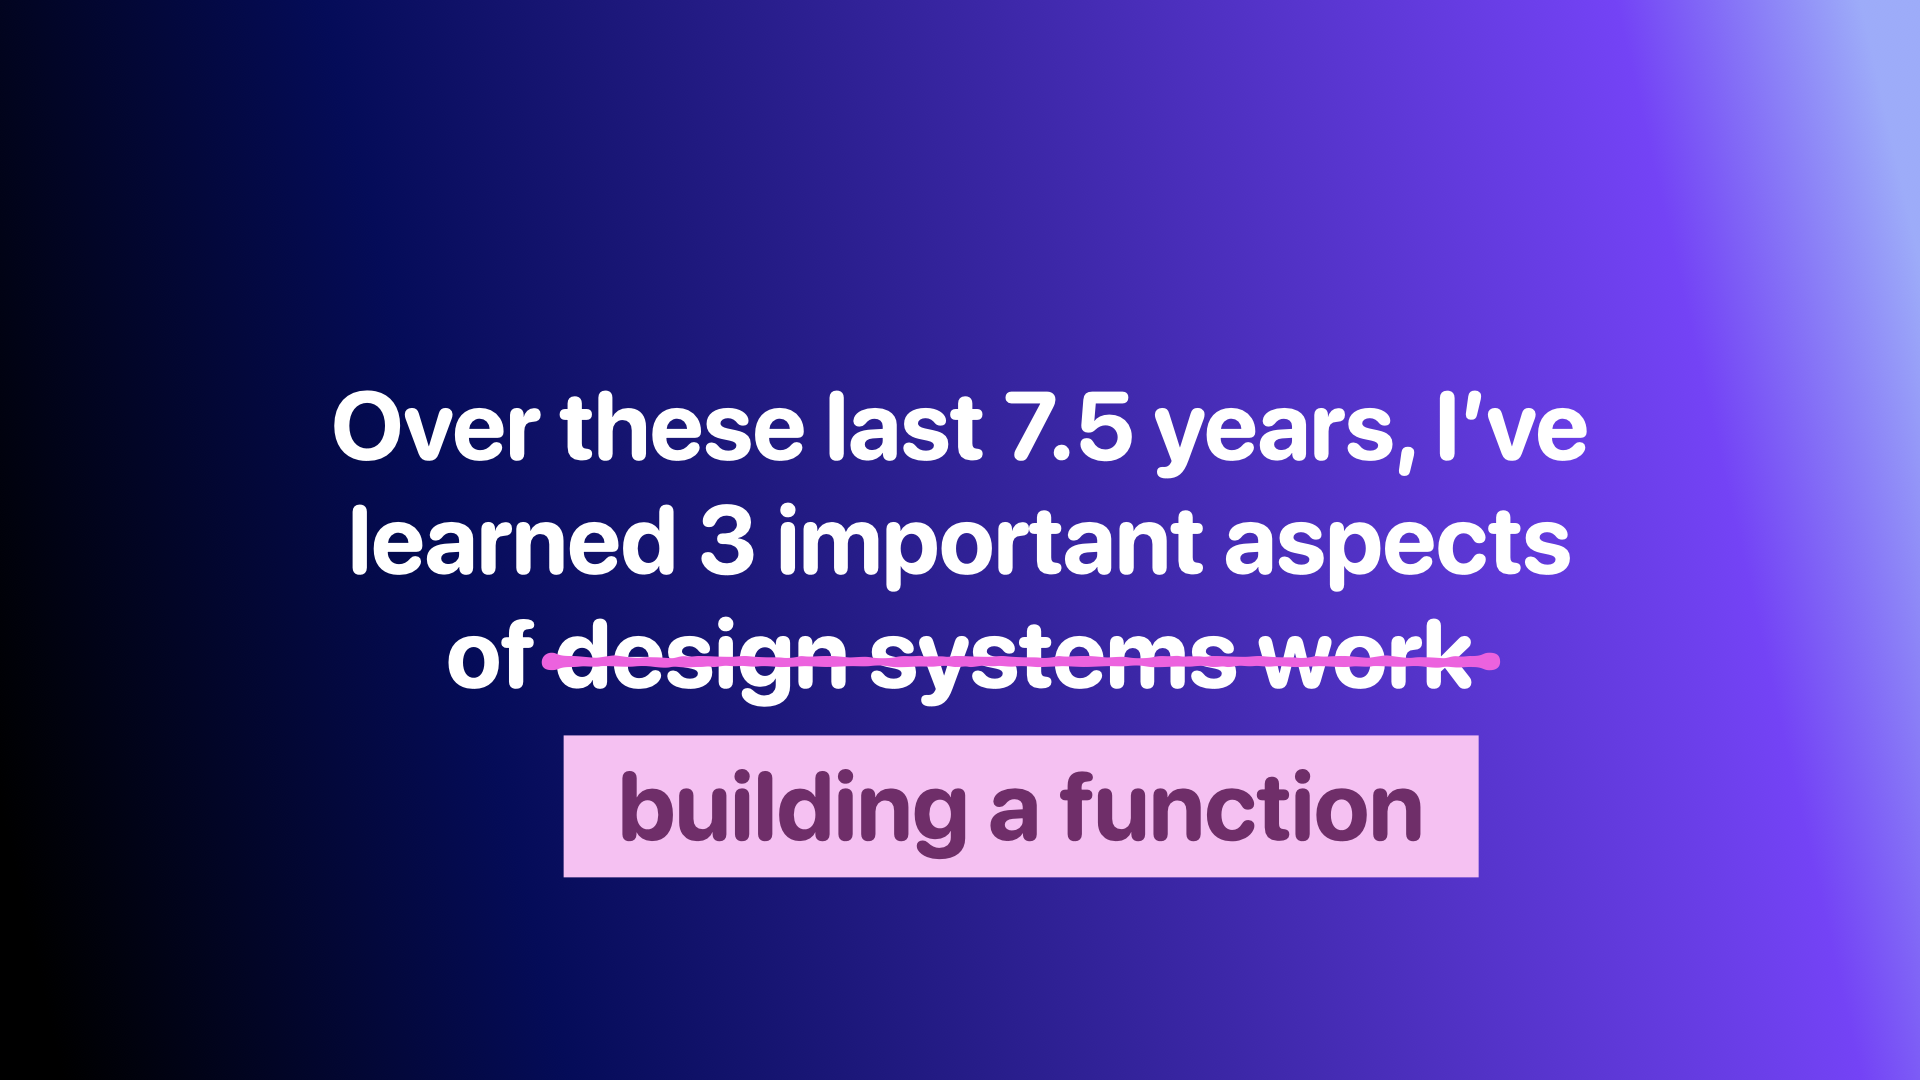 Over these last 7.5 years, I’ve
learned 3 important aspects
of design systems work
building a function